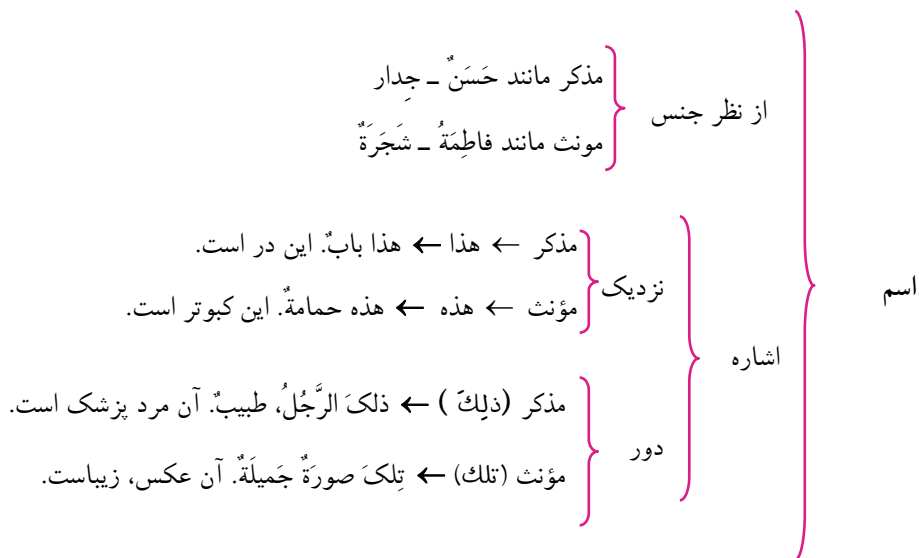 اسم
از نظر جنس
مذکر مانند حَسَنٌ ــ جِدار
مونث مانند فاطِمَةُ ــ شَجَرَةٌ
اشاره
نزدیک
مذکر ← هذا ← هذا بابٌ. این در است.
مؤنث ← هذه ← هذه حمامةٌ. این کبوتر است.
دور
مذکر (ذلِكَ ) ← ذلکَ الرَّجُلُ، طبیبٌ. آن مرد پزشک است.
مؤنث (تلك) ← تِلکَ صورَةٌ جَمیلَةٌ. آن عکس، زیباست.